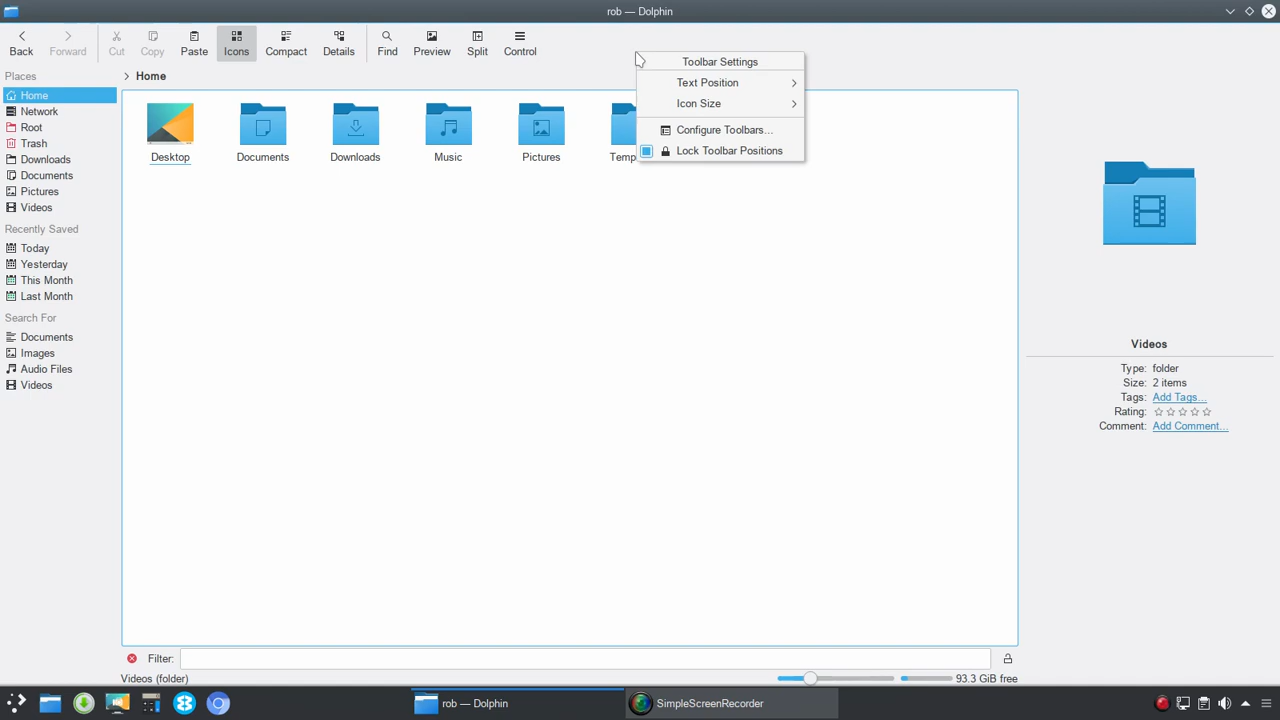 rob — Dolphin
Back Forward Cut Copy Paste Icons Compact Details Find Preview Split Control
Toolbar Settings
Text Position
Icon Size
Configure Toolbars...
Lock Toolbar Positions
Places
Home
Network
Root
Trash
Downloads
Documents
Pictures
Videos
Recently Saved
Today
Yesterday
This Month
Last Month
Search For
Documents
Images
Audio Files
Videos
Home
Desktop Documents Downloads Music Pictures Temp
Videos
Type: folder
Size: 2 items
Tags: Add Tags...
Rating:
Comment: Add Comment...
Filter:
Videos (folder) 93.3 GiB free
rob — Dolphin SimpleScreenRecorder